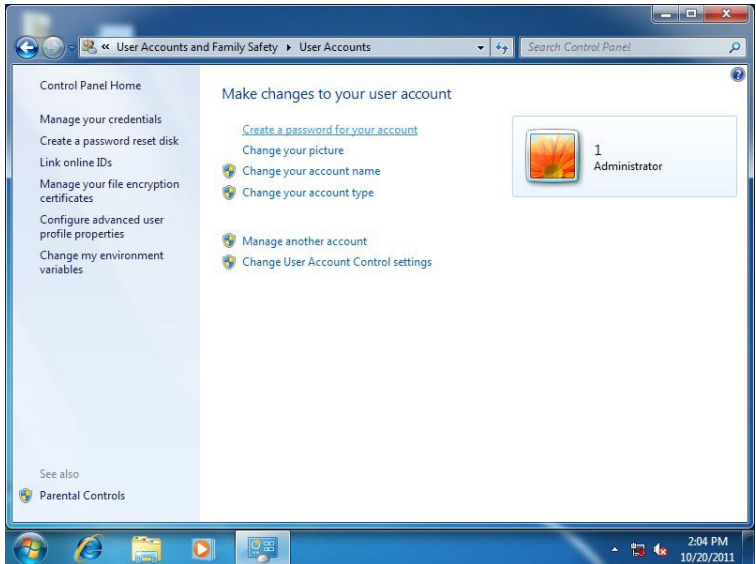 « User Accounts and Family Safety ▸ User Accounts
Search Control Panel
Control Panel Home
Manage your credentials
Create a password reset disk
Link online IDs
Manage your file encryption
certificates
Configure advanced user
profile properties
Change my environment
variables
See also
Parental Controls
Make changes to your user account
Create a password for your account
Change your picture
Change your account name
Change your account type
Manage another account
Change User Account Control settings
1
Administrator
2:04 PM
10/20/2011